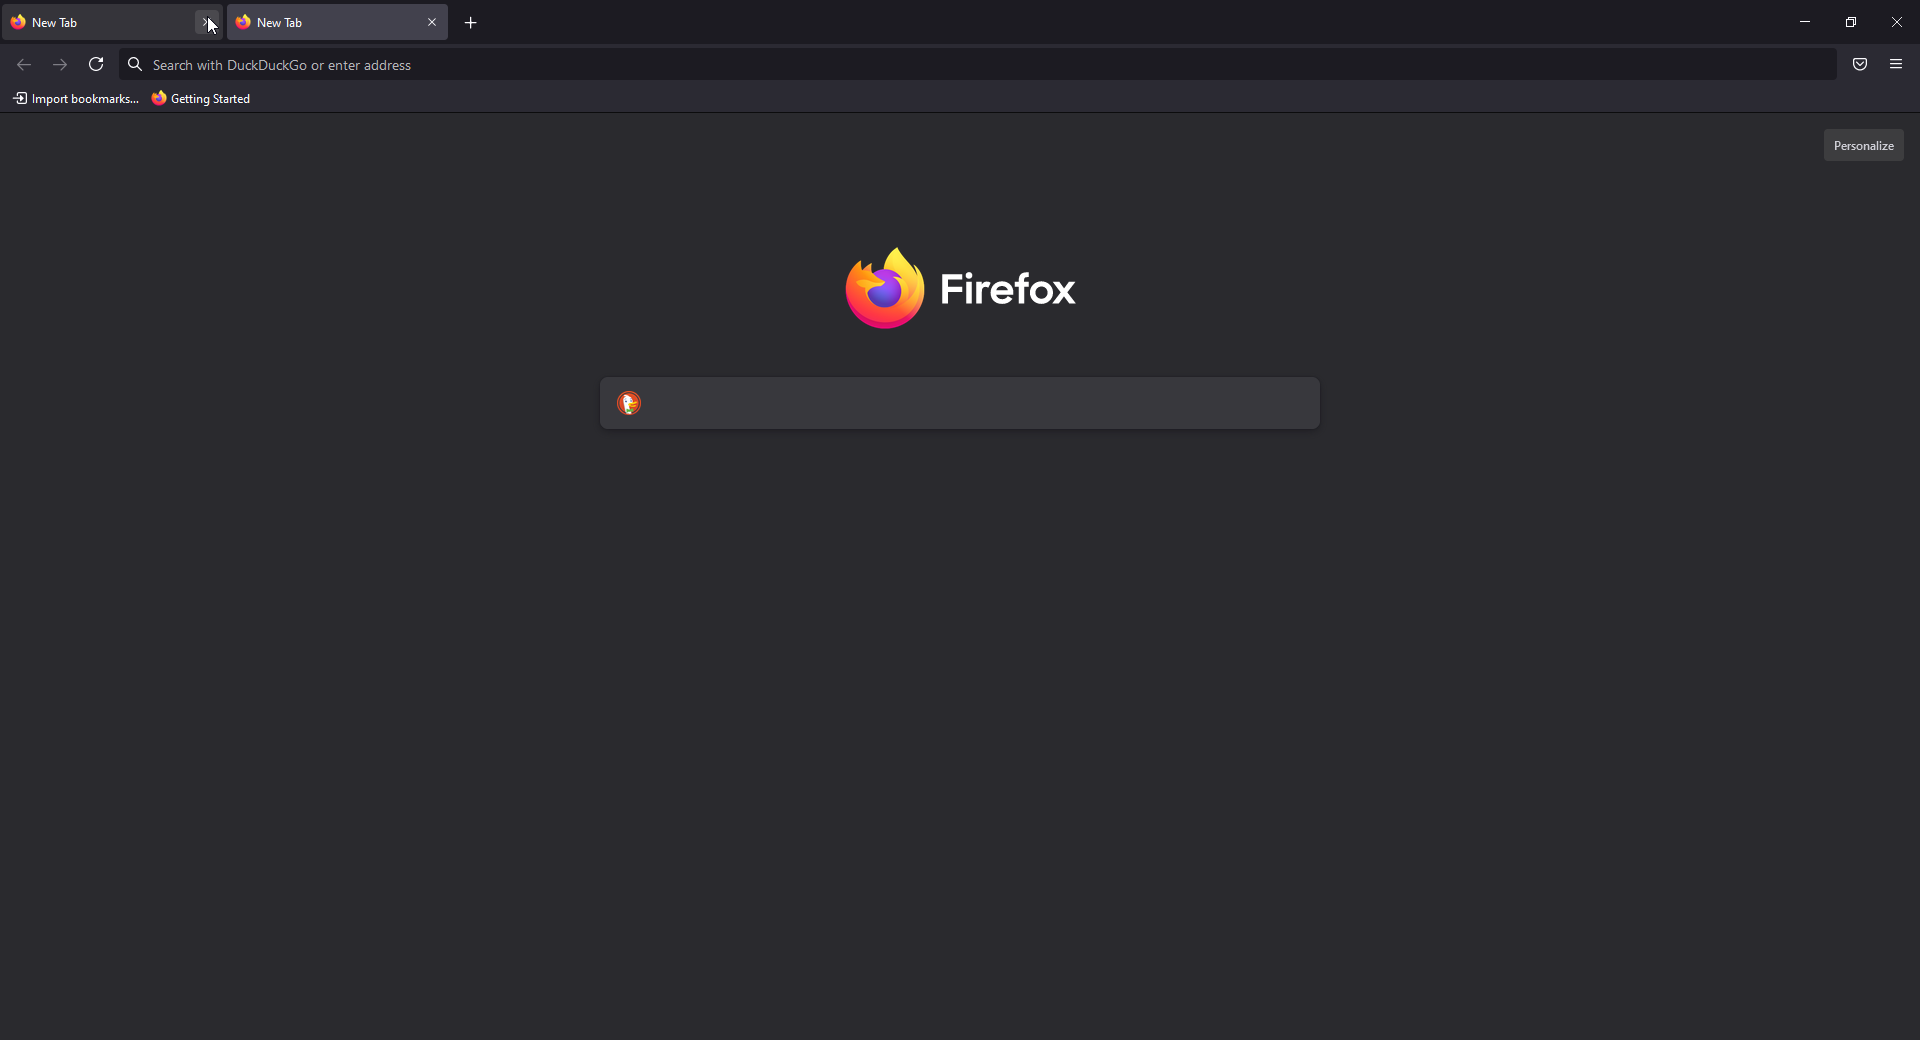 New Tab
New Tab
Search with DuckDuckGo or enter address
Import bookmarks...
Getting Started
Personalize
Firefox